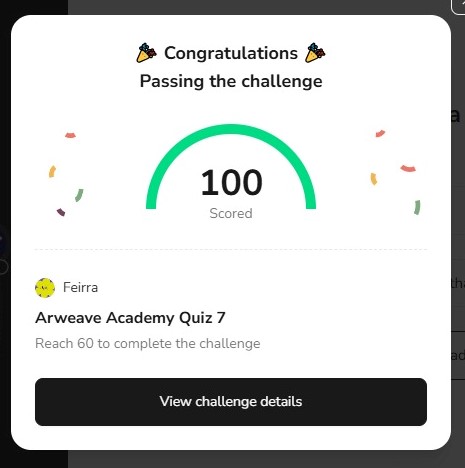 🎉 Congratulations 🎉
Passing the challenge
100
Scored
Feirra
Arweave Academy Quiz 7
Reach 60 to complete the challenge
View challenge details